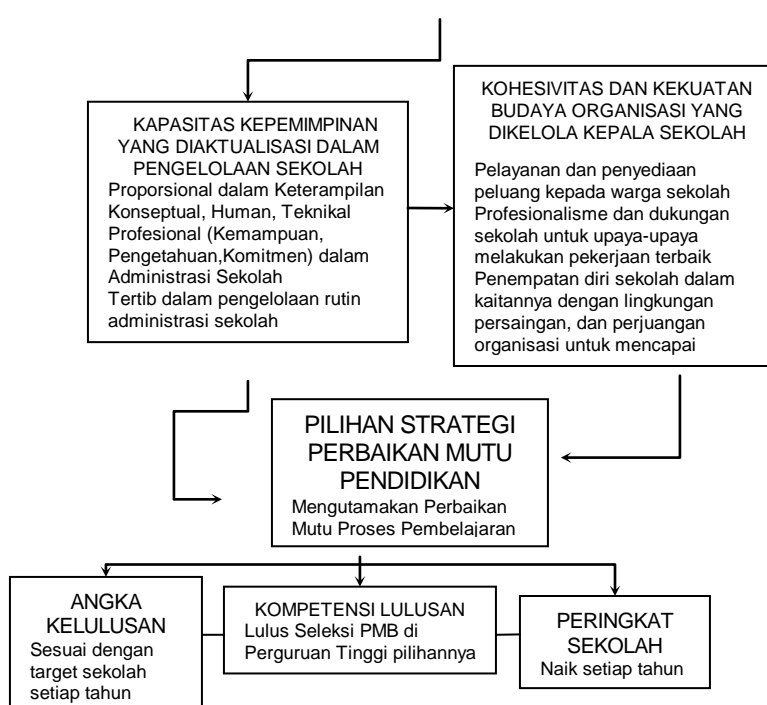 KAPASITAS KEPEMIMPINAN
YANG DIAKTUALISASI DALAM
PENGELOLAAN SEKOLAH
Proporsional dalam Keterampilan
Konseptual, Human, Teknikal
Profesional (Kemampuan,
Pengetahuan,Komitmen) dalam
Administrasi Sekolah
Tertib dalam pengelolaan rutin
administrasi sekolah
KOHESIVITAS DAN KEKUATAN
BUDAYA ORGANISASI YANG
DIKELOLA KEPALA SEKOLAH
Pelayanan dan penyediaan
peluang kepada warga sekolah
Profesionalisme dan dukungan
sekolah untuk upaya-upaya
melakukan pekerjaan terbaik
Penempatan diri sekolah dalam
kaitannya dengan lingkungan
persaingan, dan perjuangan
organisasi untuk mencapai
PILIHAN STRATEGI
PERBAIKAN MUTU
PENDIDIKAN
Mengutamakan Perbaikan
Mutu Proses Pembelajaran
ANGKA
KELULUSAN
Sesuai dengan
target sekolah
setiap tahun
KOMPETENSI LULUSAN
Lulus Seleksi PMB di
Perguruan Tinggi pilihannya
PERINGKAT
SEKOLAH
Naik setiap tahun